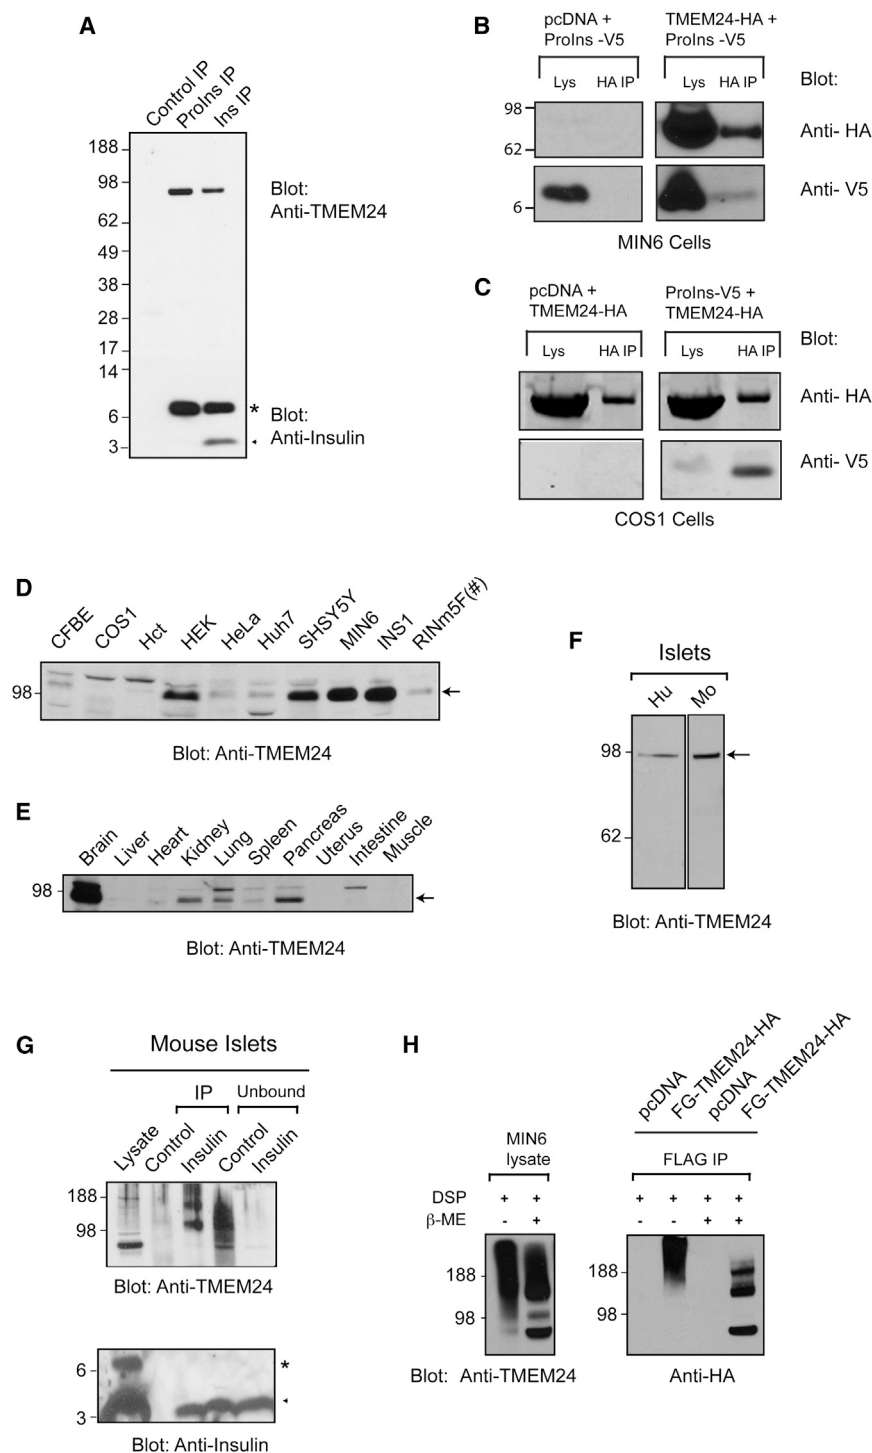 A
Control IP
ProIns IP
Ins IP
188
98
62
49
38
28
17
14
6
3
Blot:
Anti-TMEM24
*
Blot:
Anti-Insulin
B
pcDNA +
ProIns -V5
TMEM24-HA +
ProIns -V5
Lys
HA IP
Lys
HA IP
Blot:
98
62
Anti- HA
6
Anti- V5
MIN6 Cells
C
pcDNA +
TMEM24-HA
ProIns-V5 +
TMEM24-HA
Lys
HA IP
Lys
HA IP
Blot:
Anti- HA
Anti- V5
COS1 Cells
D
CFBE
COS1
Hct
HEK
HeLa
Huh7
SHSY5Y
MIN6
INS1
RINm5F(#)
98
Blot: Anti-TMEM24
E
Brain
Liver
Heart
Kidney
Lung
Spleen
Pancreas
Uterus
Intestine
Muscle
98
Blot: Anti-TMEM24
F
Islets
Hu
Mo
98
62
Blot: Anti-TMEM24
G
Mouse Islets
IP
Unbound
Lysate
Control
Insulin
Control
Insulin
188
98
Blot: Anti-TMEM24
6
3
*
Blot: Anti-Insulin
H
pcDNA
FG-TMEM24-HA
pcDNA
FG-TMEM24-HA
MIN6
lysate
FLAG IP
DSP + + + + + +
β-ME - + - - + +
188
98
188
98
Blot: Anti-TMEM24
Anti-HA